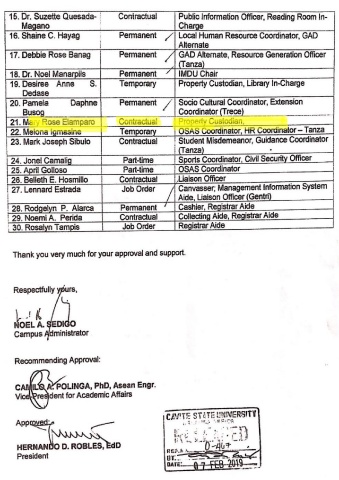 15. Dr. Suzette Quesada-Magano Contractual Public Information Officer, Reading Room In-Charge
16. Shaine C. Hayag Permanent Local Human Resource Coordinator, GAD Alternate
17. Debbie Rose Banag Permanent GAD Alternate, Resource Generation Officer (Tanza)
18. Dr. Noel Manarpiis Permanent IMDU Chair
19. Desiree Anne S. Dedase Temporary Property Custodian, Library In-Charge
20. Pamela Daphne Busog Permanent Socio Cultural Coordinator, Extension Coordinator (Trece)
21. Mary Rose Elamparo Contractual Property Custodian,
22. Melona Igmasine Temporary OSAS Coordinator, HR Coordinator – Tanza
23. Mark Joseph Sibulo Contractual Student Misdemeanor, Guidance Coordinator (Tanza)
24. Jonel Camalig Part-time Sports Coordinator, Civil Security Officer
25. April Golloso Part-time OSAS Coordinator
26. Belleth E. Hosmillo Contractual Liaison Officer
27. Lennard Estrada Job Order Canvasser, Management Information System Aide, Liaison Officer (Gentri)
28. Rodgelyn P. Alarca Permanent Cashier, Registrar Aide
29. Noemi A. Perida Contractual Collecting Aide, Registrar Aide
30. Rosalyn Tampis Job Order Registrar Aide
Thank you very much for your approval and support.
Respectfully yours,
NOEL A. SEDIGO
Campus Administrator
Recommending Approval:
CAMILO A. POLINGA, PhD, Asean Engr.
Vice President for Academic Affairs
Approved:
HERNANDO D. ROBLES, EdD
President
CAVITE STATE UNIVERSITY
RELEASED
0-467
BY:
DATE: 07 FEB 2019